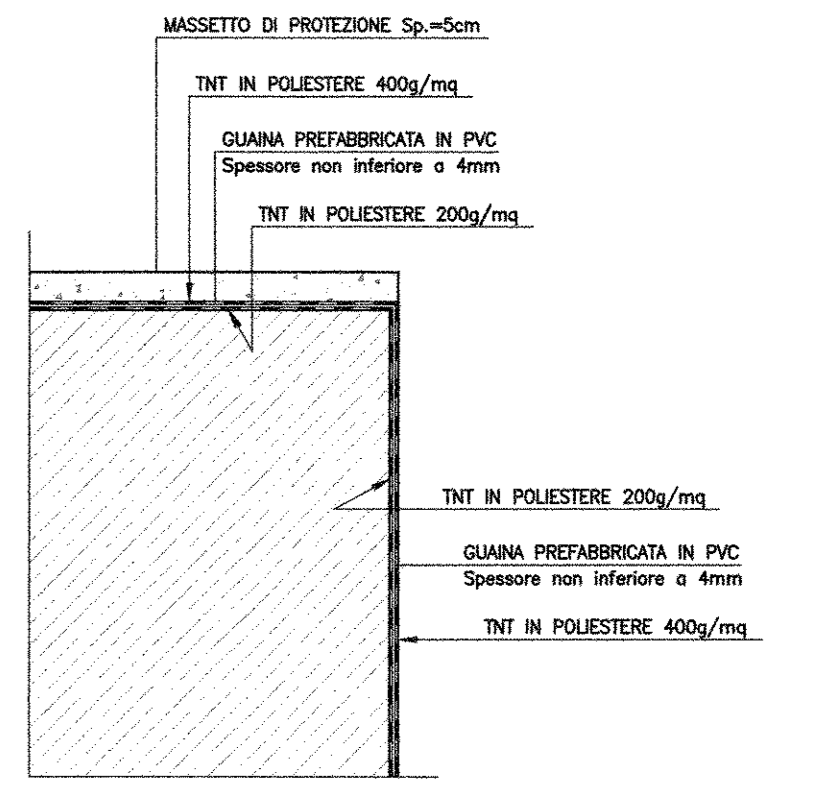 MASSETTO DI PROTEZIONE Sp.=5cm
TNT IN POLIESTERE 400g/mq
GUAINA PREFABBRICATA IN PVC
Spessore non inferiore a 4mm
TNT IN POLIESTERE 200g/mq
TNT IN POLIESTERE 200g/mq
GUAINA PREFABBRICATA IN PVC
Spessore non inferiore a 4mm
TNT IN POLIESTERE 400g/mq